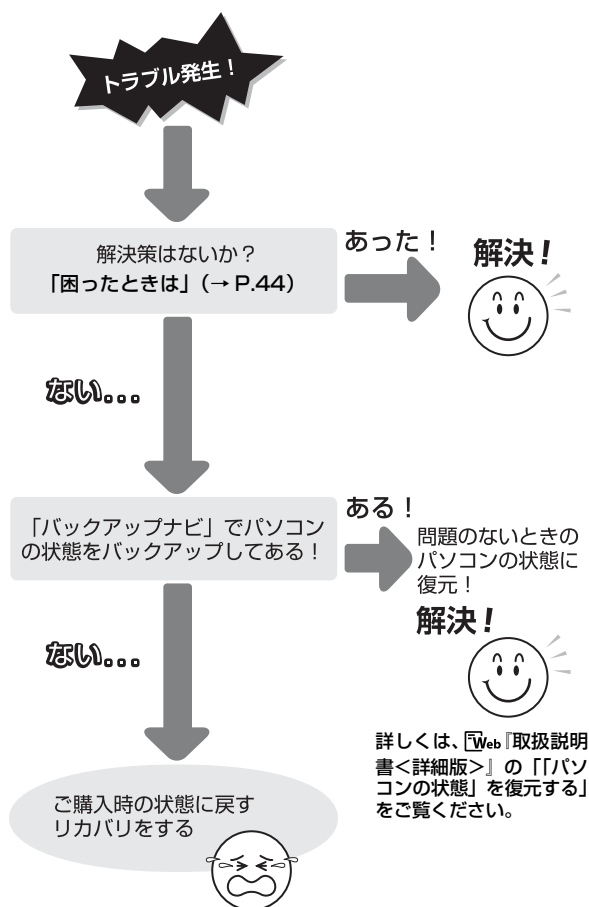 トラブル発生！
解決策はないか？
「困ったときは」（→ P.44）
あった！
解決！
ない...
「バックアップナビ」でパソコン
の状態をバックアップしてある！
ある！
問題のないときの
パソコンの状態に
復元！
解決！
詳しくは、Web『取扱説明
書＜詳細版＞』の「「パソ
コンの状態」を復元する」
をご覧ください。
ない...
ご購入時の状態に戻す
リカバリをする